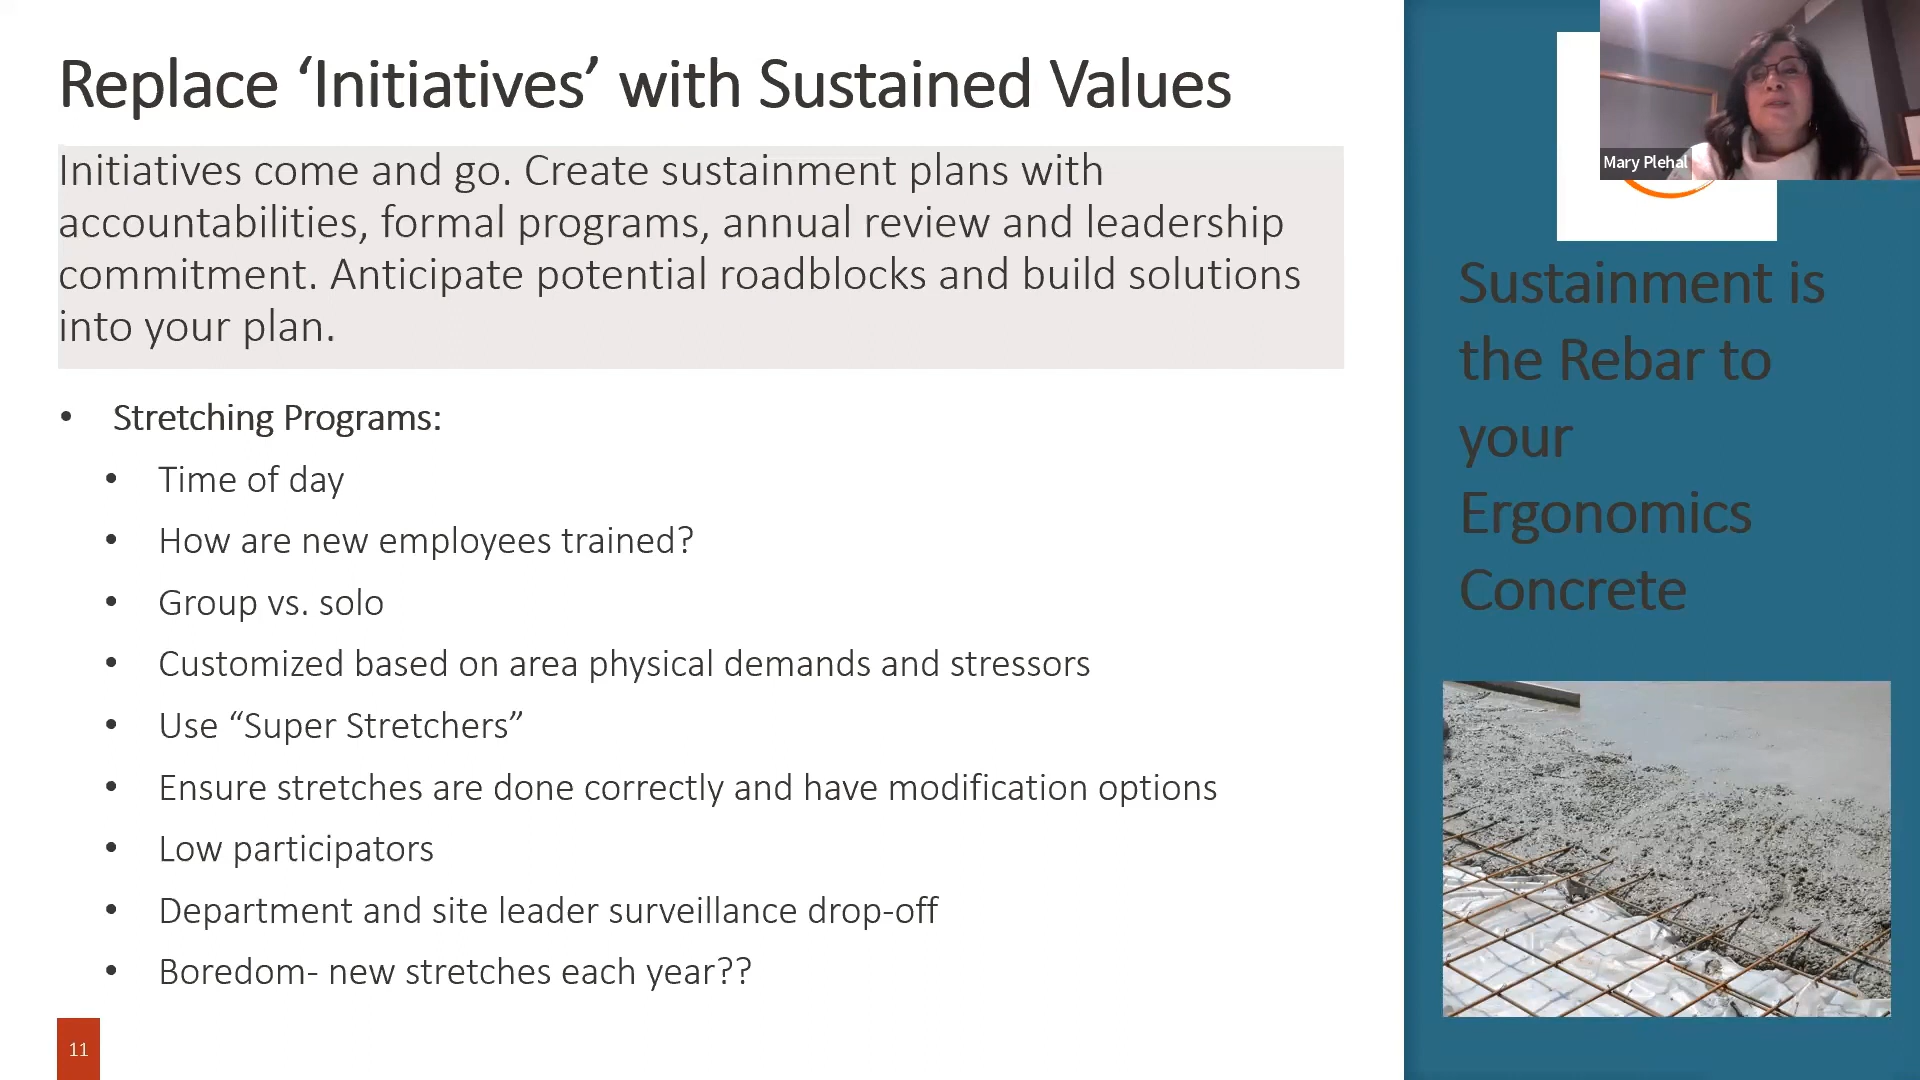 Replace ‘Initiatives’ with Sustained Values
Initiatives come and go. Create sustainment plans with
accountabilities, formal programs, annual review and leadership
commitment. Anticipate potential roadblocks and build solutions
into your plan.
• Stretching Programs:
• Time of day
• How are new employees trained?
• Group vs. solo
• Customized based on area physical demands and stressors
• Use “Super Stretchers”
• Ensure stretches are done correctly and have modification options
• Low participators
• Department and site leader surveillance drop-off
• Boredom- new stretches each year??
11
Mary Plehal
Sustainment is
the Rebar to
your
Ergonomics
Concrete